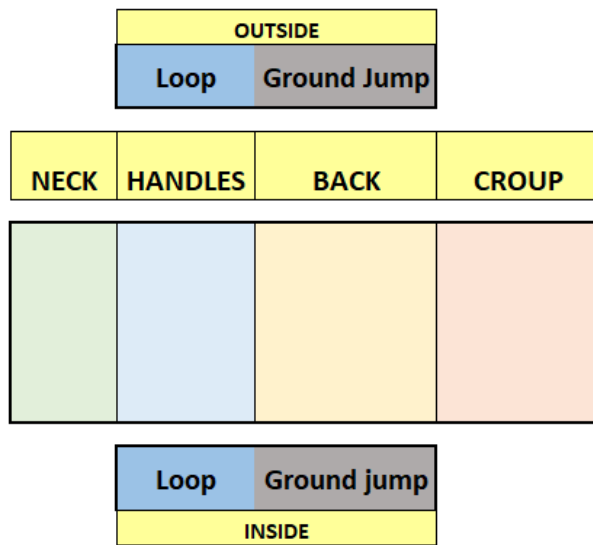 OUTSIDE
Loop Ground Jump
NECK HANDLES BACK CROUP
Loop Ground jump
INSIDE